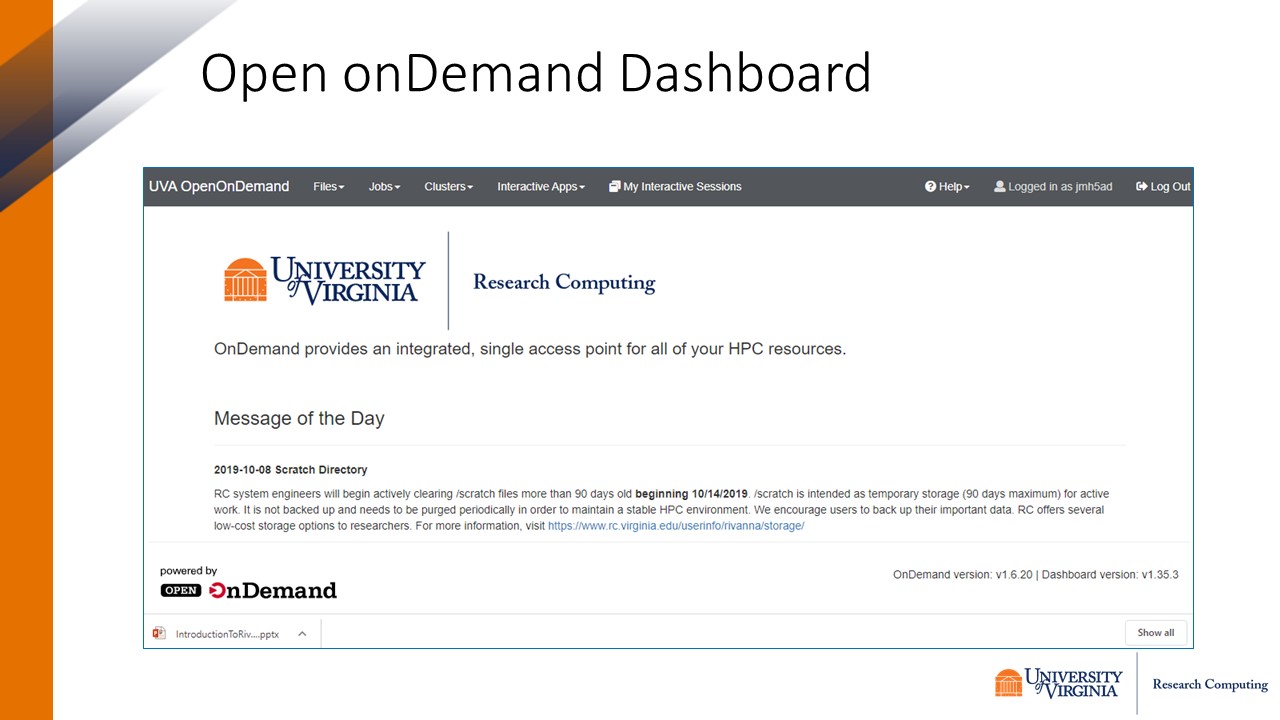 Open onDemand Dashboard
UVA OpenOnDemand Files Jobs Clusters Interactive Apps My Interactive Sessions Help Logged in as jmh5ad Log Out
UNIVERSITY
of VIRGINIA
Research Computing
OnDemand provides an integrated, single access point for all of your HPC resources.
Message of the Day
2019-10-08 Scratch Directory
RC system engineers will begin actively clearing /scratch files more than 90 days old beginning 10/14/2019. /scratch is intended as temporary storage (90 days maximum) for active
work. It is not backed up and needs to be purged periodically in order to maintain a stable HPC environment. We encourage users to back up their important data. RC offers several
low-cost storage options to researchers. For more information, visit https://www.rc.virginia.edu/userinfo/rivanna/storage/
powered by
OPEN OnDemand
OnDemand version: v1.6.20 | Dashboard version: v1.35.3
IntroductionToRiv....pptx
Show all
UNIVERSITY
of VIRGINIA
Research Computing